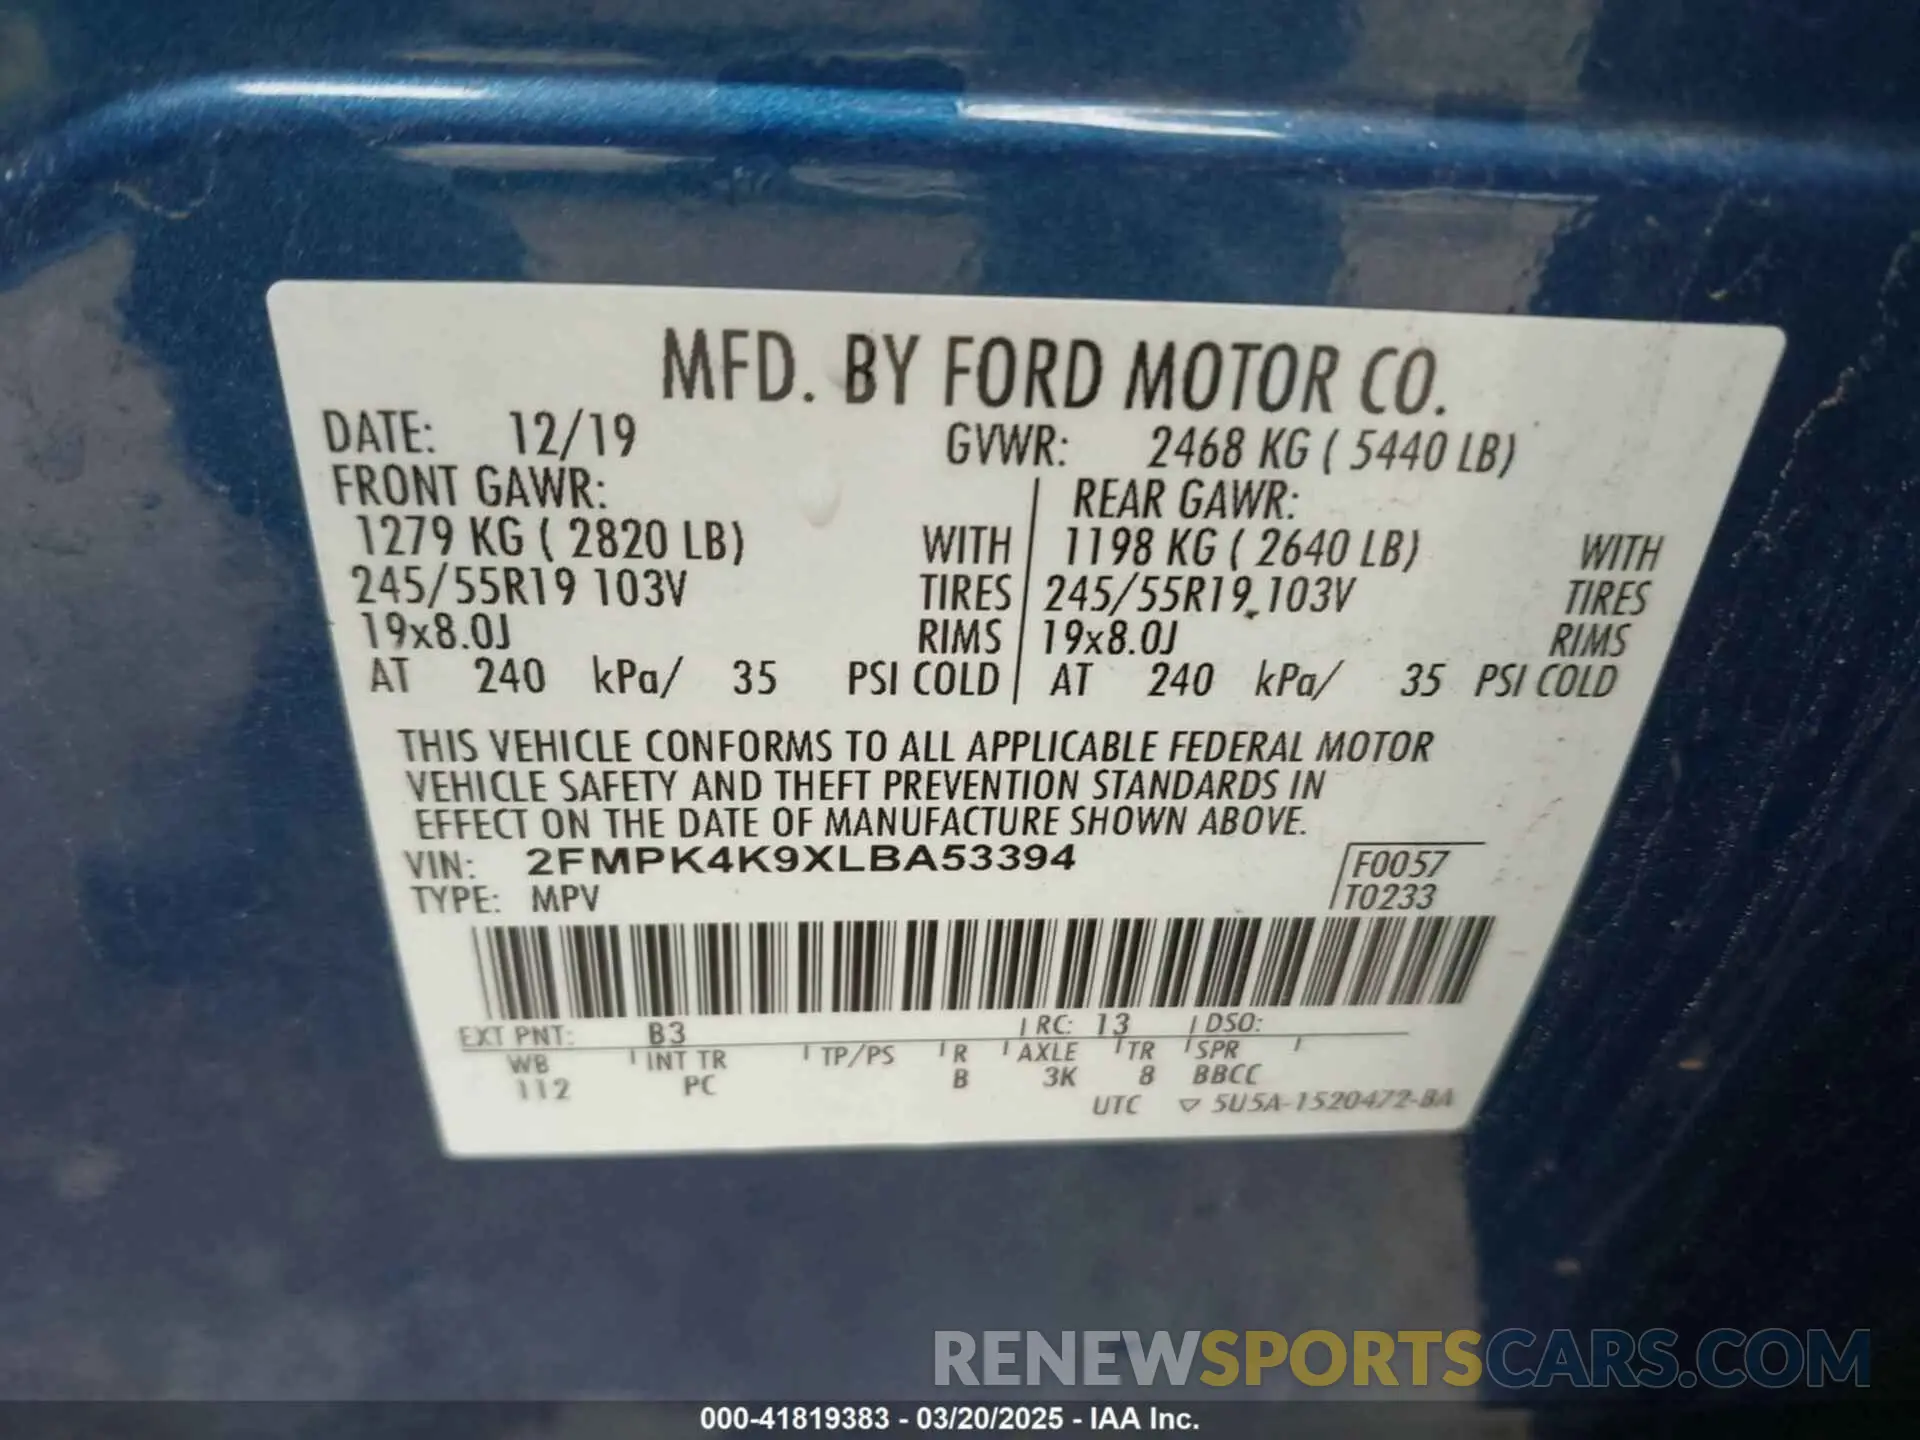 MFD. BY FORD MOTOR CO.
DATE: 12/19 GVWR: 2468 KG ( 5440 LB)
FRONT GAWR: REAR GAWR:
1279 KG ( 2820 LB) WITH 1198 KG ( 2640 LB) WITH
245/55R19 103V TIRES 245/55R19 103V TIRES
19x8.0J RIMS 19x8.0J RIMS
AT 240 kPa/ 35 PSI COLD AT 240 kPa/ 35 PSI COLD
THIS VEHICLE CONFORMS TO ALL APPLICABLE FEDERAL MOTOR
VEHICLE SAFETY AND THEFT PREVENTION STANDARDS IN
EFFECT ON THE DATE OF MANUFACTURE SHOWN ABOVE.
VIN: 2FMPK4K9XLBA53394 F0057
TYPE: MPV T0233
EXT PNT: B3 RC: 13 DSO:
WB INT TR TP/PS R AXLE TR SPR
112 PC B 3K 8 BBCC
UTC ▽ 5U5A-1520472-BA
RENEWSPORTSCARS.COM
000-41819383 - 03/20/2025 - IAA Inc.